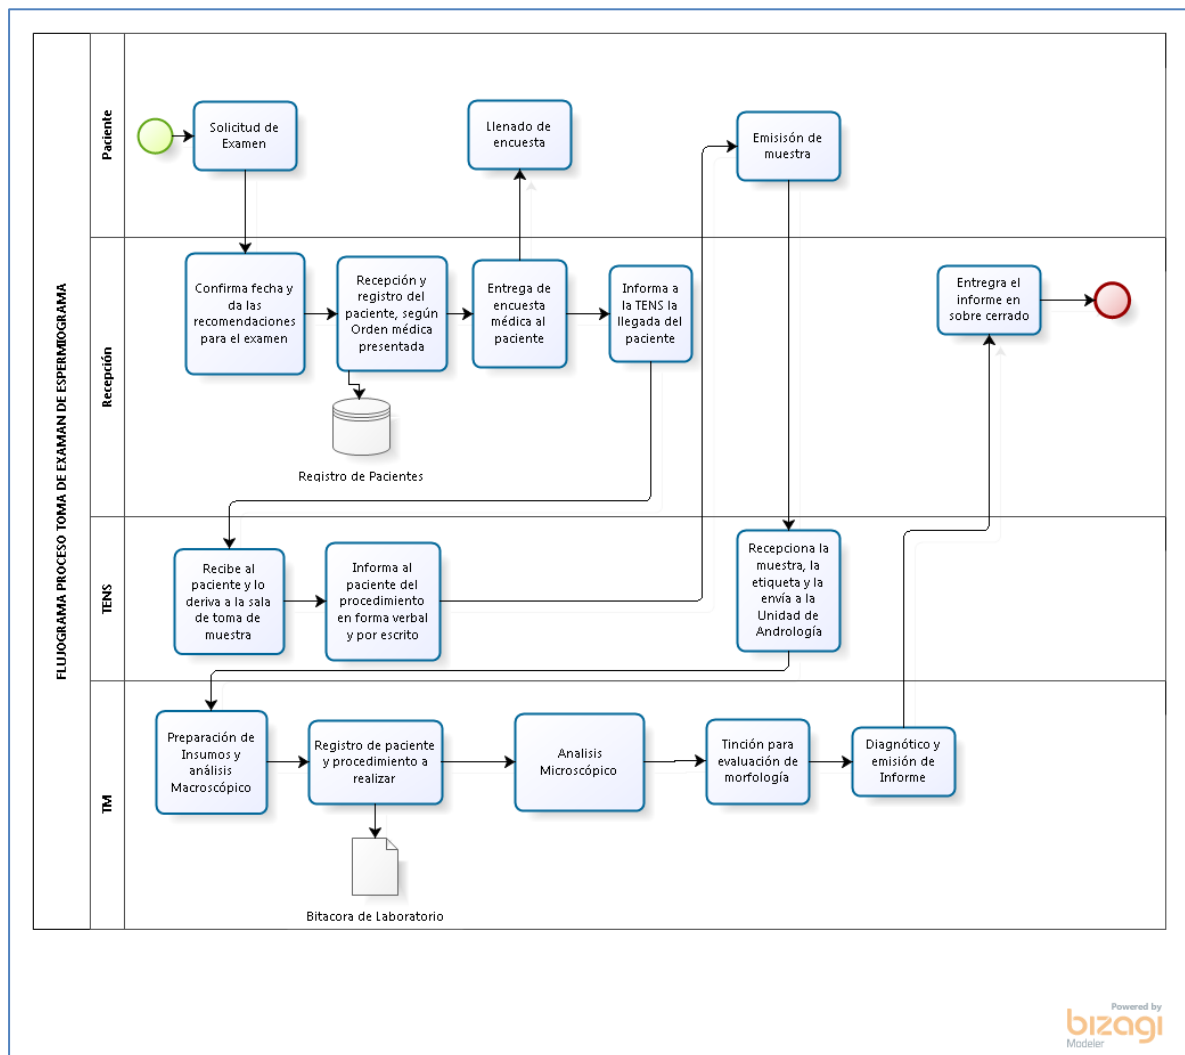 FLUJOGRAMA PROCESO TOMA DE EXAMAN DE ESPERMIOGRAMA
Paciente
Solicitud de
Examen
Llenado de
encuesta
Emisisón de
muestra
Recepción
Confirma fecha y
da las
recomendaciones
para el examen
Recepción y
registro del
paciente, según
Orden médica
presentada
Entrega de
encuesta
médica al
paciente
Informa a
la TENS la
llegada del
paciente
Entregra el
informe en
sobre cerrado
Registro de Pacientes
TENS
Recibe al
paciente y lo
deriva a la sala
de toma de
muestra
Informa al
paciente del
procedimiento
en forma verbal
y por escrito
Recepciona la
muestra, la
etiqueta y la
envía a la
Unidad de
Andrología
TM
Preparación de
Insumos y
análisis
Macroscópico
Registro de paciente
y procedimiento a
realizar
Analisis
Microscópico
Tinción para
evaluación de
morfología
Diagnótico y
emisión de
Informe
Bitacora de Laboratorio
Powered by
bizagi
Modeler